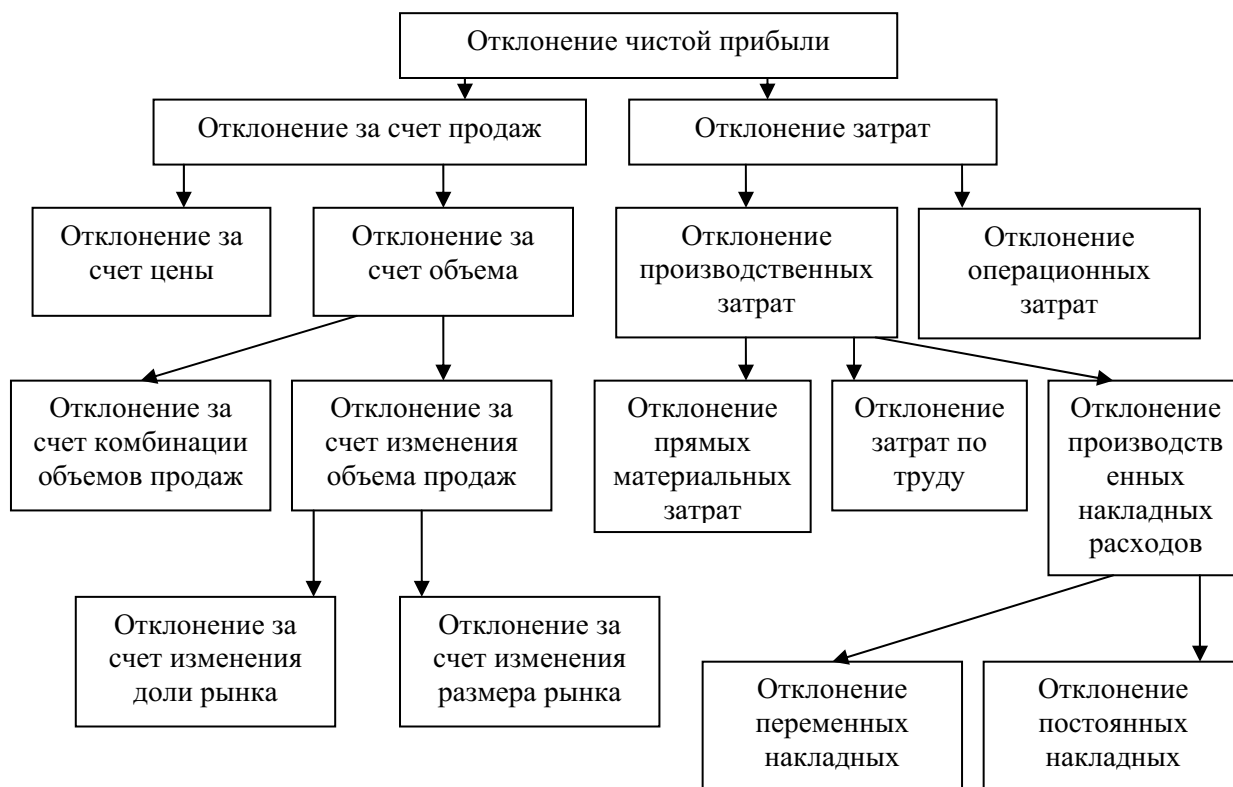 Отклонение чистой прибыли
Отклонение за счет продаж
Отклонение затрат
Отклонение за
счет цены
Отклонение за
счет объема
Отклонение
производственных
затрат
Отклонение
операционных
затрат
Отклонение за
счет комбинации
объемов продаж
Отклонение за
счет изменения
объема продаж
Отклонение
прямых
материальных
затрат
Отклонение
затрат по
труду
Отклонение
производств
енных
накладных
расходов
Отклонение за
счет изменения
доли рынка
Отклонение за
счет изменения
размера рынка
Отклонение
переменных
накладных
Отклонение
постоянных
накладных